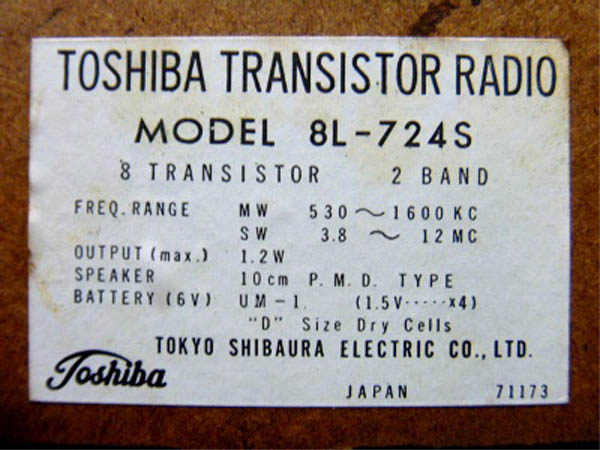 TOSHIBA TRANSISTOR RADIO
MODEL 8L-724S
8 TRANSISTOR 2 BAND
FREQ. RANGE MW 530～1600 KC
SW 3.8 ～ 12 MC
OUTPUT (max.) 1.2W
SPEAKER 10cm P. M. D. TYPE
BATTERY (6V) UM-1. (1.5V·····x4)
"D" Size Dry Cells
TOKYO SHIBAURA ELECTRIC CO., LTD.
Toshiba
JAPAN 71173